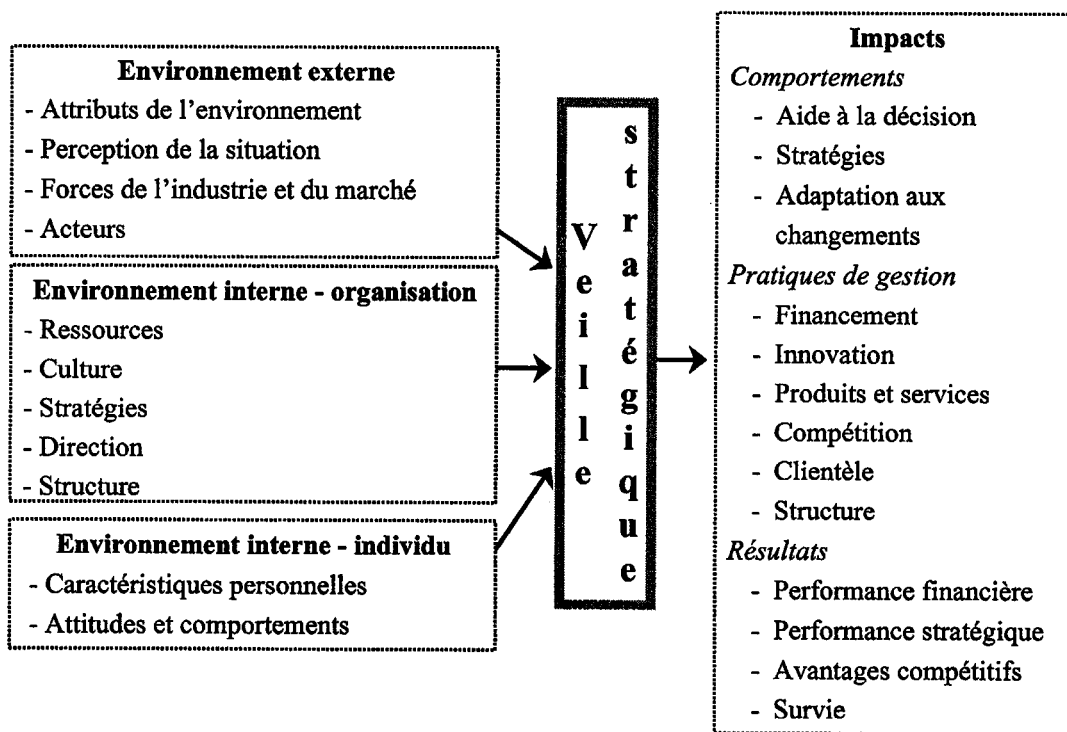 Environnement externe
- Attributs de l'environnement
- Perception de la situation
- Forces de l'industrie et du marché
- Acteurs
Environnement interne - organisation
- Ressources
- Culture
- Stratégies
- Direction
- Structure
Environnement interne - individu
- Caractéristiques personnelles
- Attitudes et comportements
Veille
stratégique
Impacts
Comportements
- Aide à la décision
- Stratégies
- Adaptation aux
changements
Pratiques de gestion
- Financement
- Innovation
- Produits et services
- Compétition
- Clientèle
- Structure
Résultats
- Performance financière
- Performance stratégique
- Avantages compétitifs
- Survie